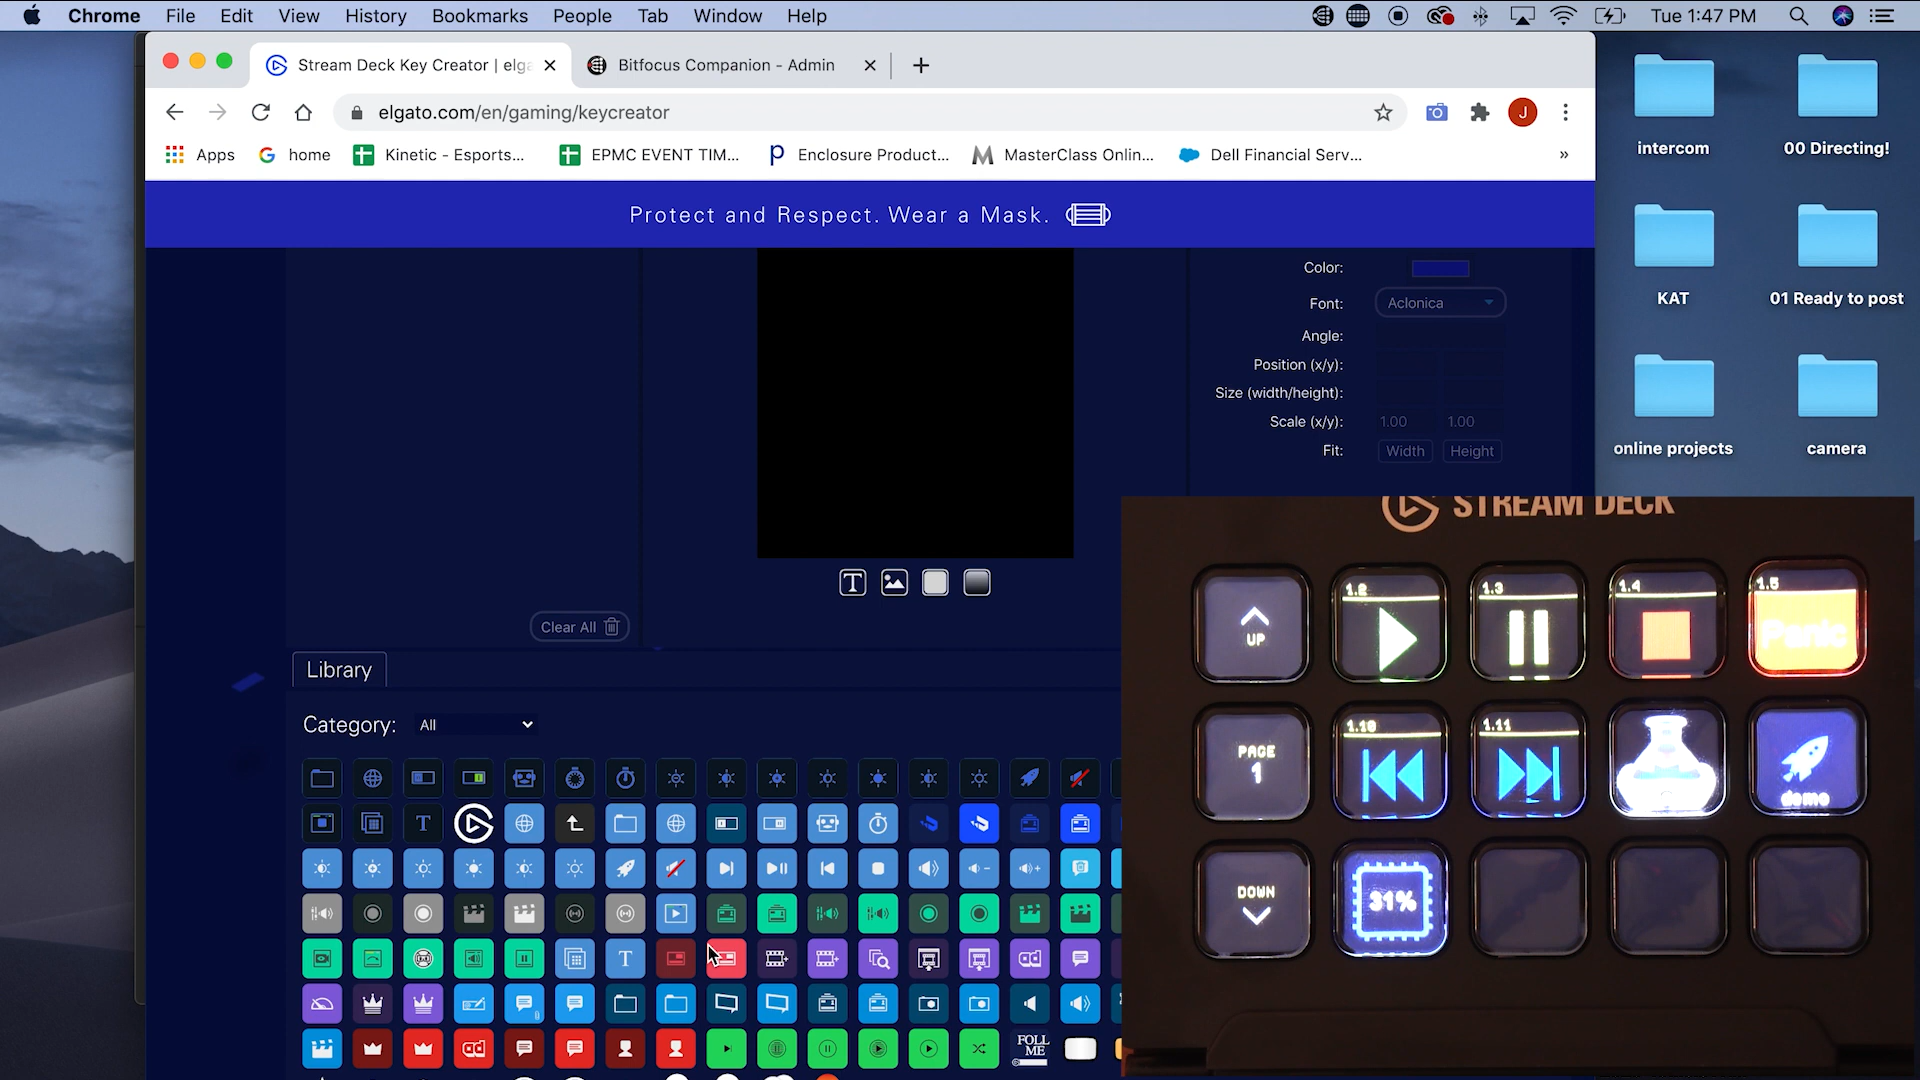 Chrome File Edit View History Bookmarks People Tab Window Help Tue 1:47 PM
Stream Deck Key Creator | elga
Bitfocus Companion - Admin
elgato.com/en/gaming/keycreator
J
Apps
home
Kinetic - Esports...
EPMC EVENT TIM...
Enclosure Product...
MasterClass Onlin...
Dell Financial Serv...
»
Protect and Respect. Wear a Mask.
Color:
Font: Aclonica
Angle:
Position (x/y):
Size (width/height):
Scale (x/y): 1.00 1.00
Fit: Width Height
T
Clear All
Library
Category: All
T
T
FOLL
ME
intercom
00 Directing!
KAT
01 Ready to post
online projects
camera
STREAM DECK
UP
1.2
1.3
1.4
1.5
Panic
PAGE
1
1.10
1.11
demo
DOWN
31%